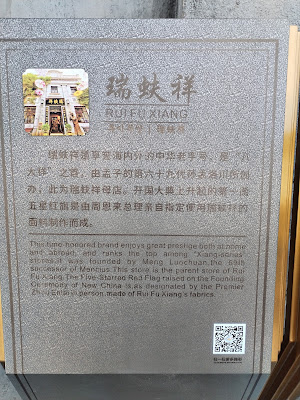 瑞蚨祥
RUI FU XIANG
瑞蚨祥
瑞蚨祥是享誉海内外的中华老字号,是“八
大祥”之首,由孟子的第六十九代孙孟洛川所创
办,此为瑞蚨祥母店。开国大典上升起的第一面
五星红旗是由周恩来总理亲自指定使用瑞蚨祥的
面料制作而成。
This time-honored brand enjoys great prestige both at home
and abroad, and ranks the top among "Xiang-series"
stores.It was founded by Meng Luochuan,the 69th
successor of Mencius.This store is the parent store of Rui
Fu Xiang.The Five-Starred Red Flag raised on the Founding
Ceremony of New China is,as designated by the Premier
Zhou Enlai in person,made of Rui Fu Xiang's fabrics.